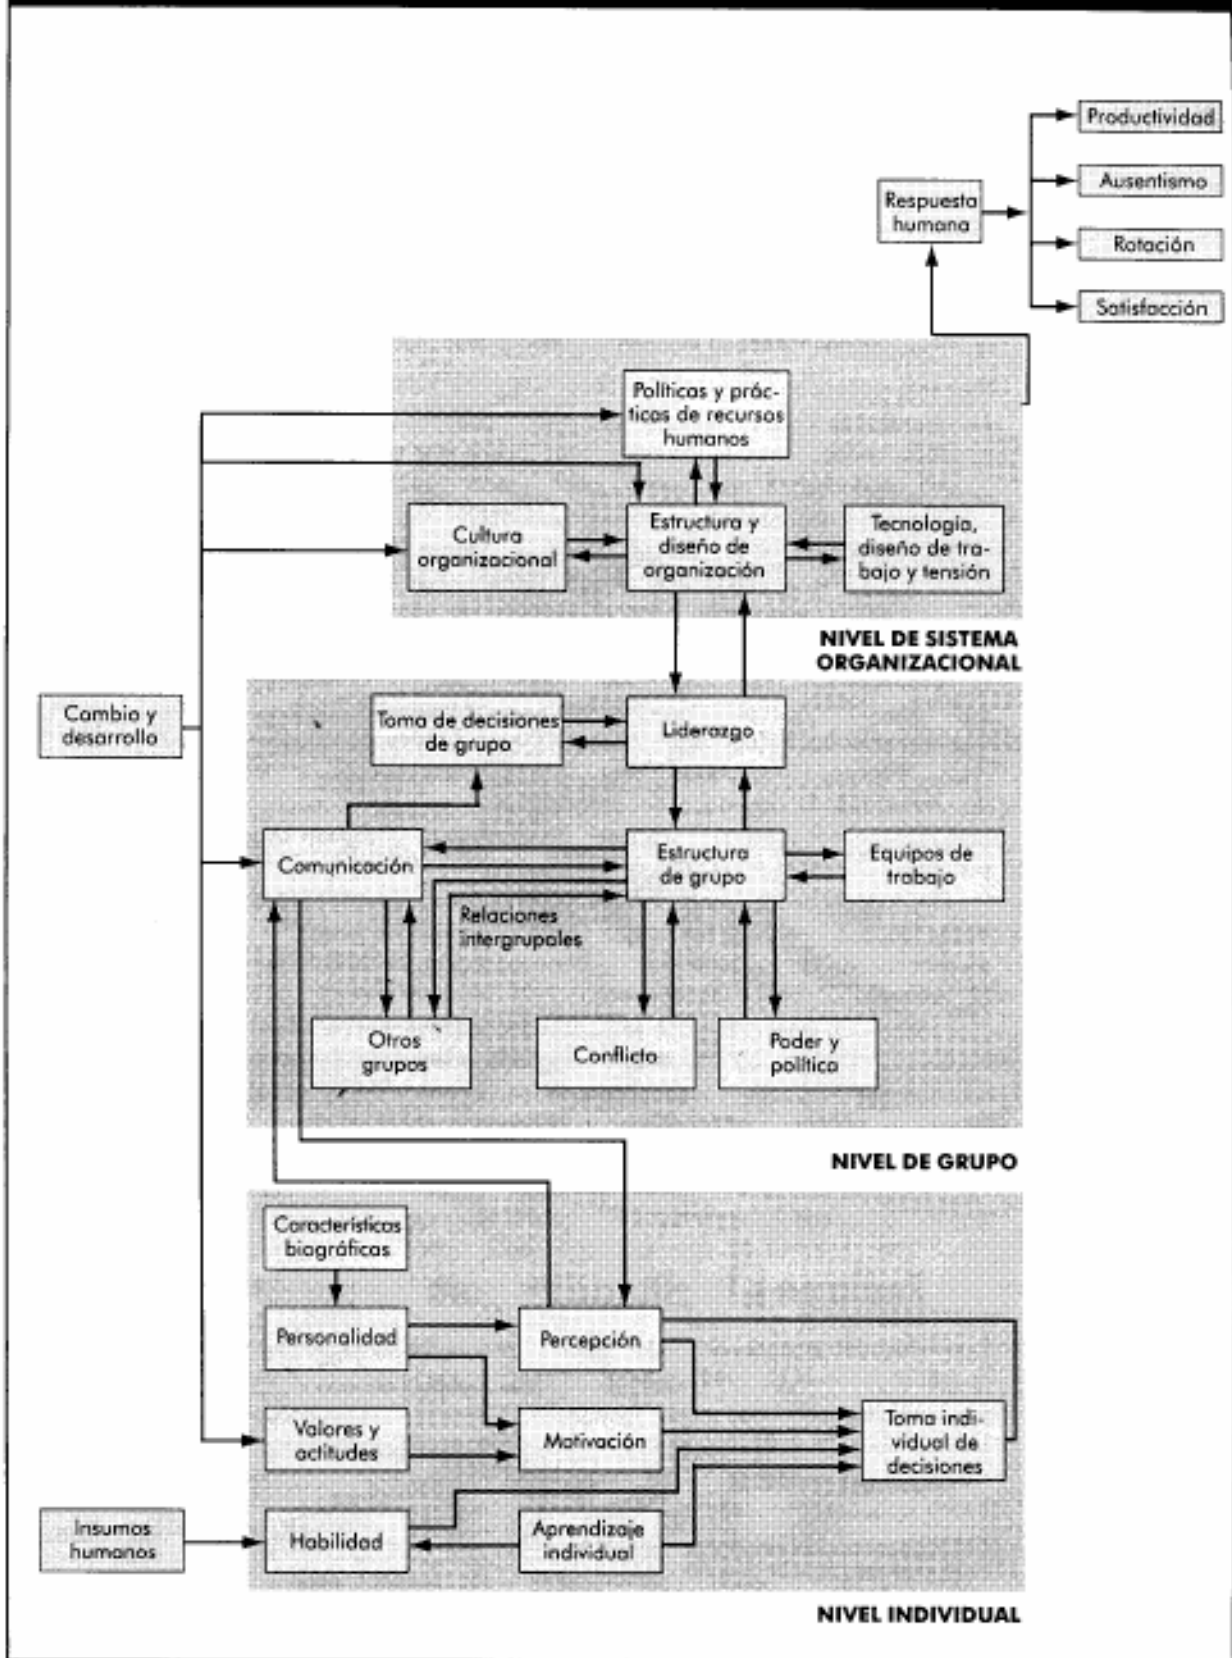 Productividad
Ausentismo
Respuesta
humana
Rotación
Satisfacción
Políticas y prác-
ticas de recursos
humanos
Cultura
organizacional
Estructura y
diseño de
organización
Tecnología,
diseño de tra-
bajo y tensión
NIVEL DE SISTEMA
ORGANIZACIONAL
Cambio y
desarrollo
Toma de decisiones
de grupo
Liderazgo
Comunicación
Estructura
de grupo
Equipos de
trabajo
Relaciones
intergrupales
Otros
grupos
Conflicto
Poder y
política
NIVEL DE GRUPO
Características
biográficas
Personalidad
Percepción
Valores y
actitudes
Motivación
Toma indi-
vidual de
decisiones
Insumos
humanos
Habilidad
Aprendizaje
individual
NIVEL INDIVIDUAL